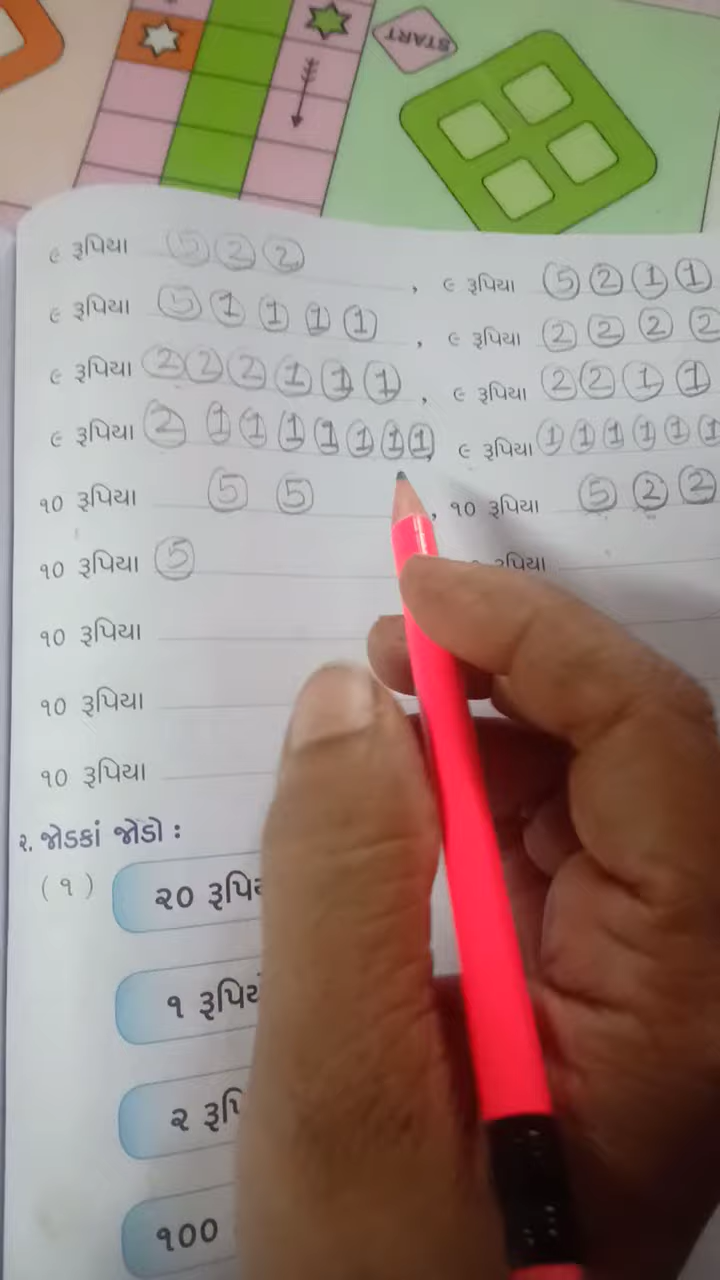 START
૯ રૂપિયા 5 2 2 , ૯ રૂપિયા 5 2 1 1
૯ રૂપિયા 5 1 1 1 1 , ૯ રૂપિયા 2 2 2 2
૯ રૂપિયા 2 2 2 1 1 1 , ૯ રૂપિયા 2 2 1 1
૯ રૂપિયા 2 1 1 1 1 1 1 1 , ૯ રૂપિયા 1 1 1 1 1 1
૧૦ રૂપિયા 5 5 , ૧૦ રૂપિયા 5 2 2
૧૦ રૂપિયા 5 રૂપિયા
૧૦ રૂપિયા
૧૦ રૂપિયા
૧૦ રૂપિયા
૨. જોડકાં જોડો :
(૧) ૨૦
૧
૨
૧૦૦